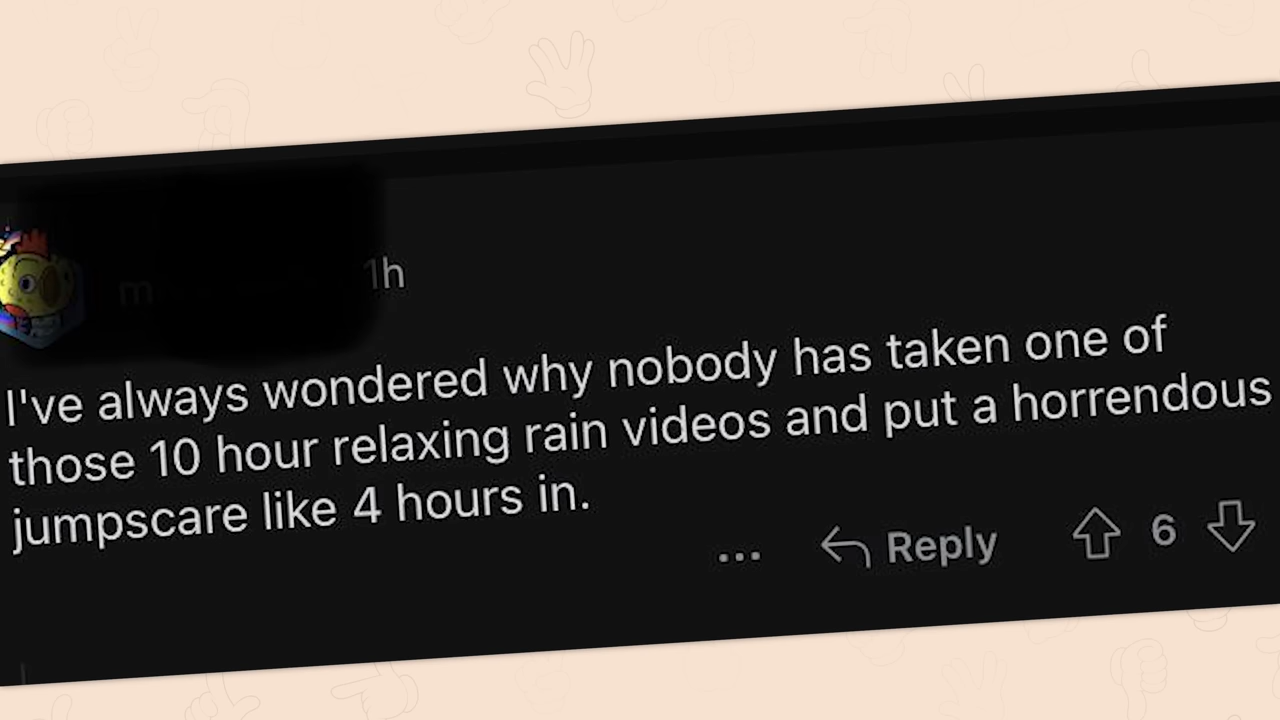 1h
I've always wondered why nobody has taken one of
those 10 hour relaxing rain videos and put a horrendous
jumpscare like 4 hours in.
... Reply 6